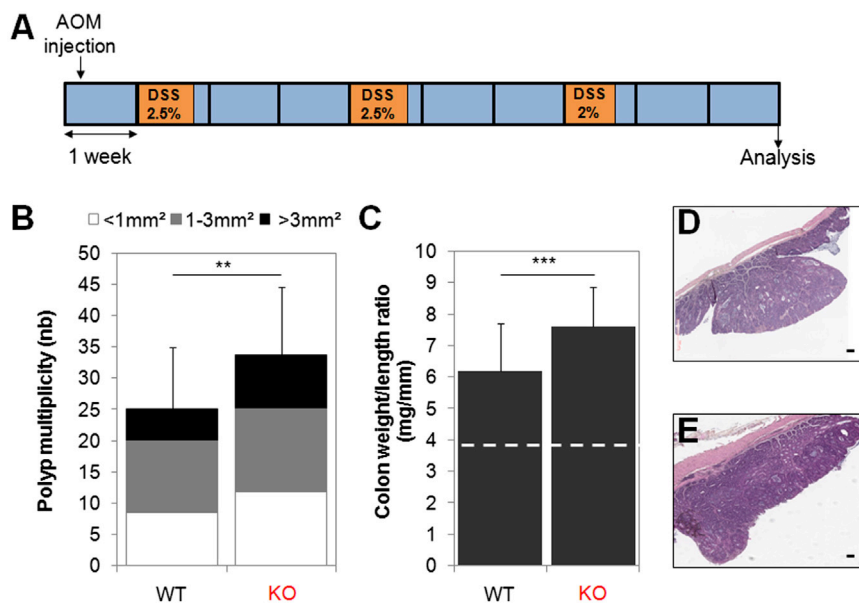 A
AOM
injection
DSS
2.5%
DSS
2.5%
DSS
2%
1 week
Analysis
B
<1mm² 1-3mm² >3mm²
Polyp multiplicity (nb)
50
45
40
35
30
25
20
15
10
5
0
**
WT KO
C
Colon weight/length ratio
(mg/mm)
10
9
8
7
6
5
4
3
2
1
0
***
WT KO
D
E